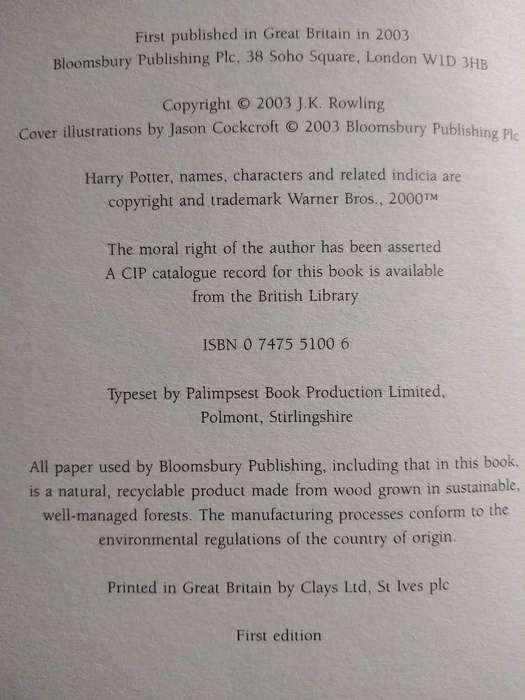 First published in Great Britain in 2003
Bloomsbury Publishing Plc, 38 Soho Square, London W1D 3HB
Copyright © 2003 J.K. Rowling
Cover illustrations by Jason Cockcroft © 2003 Bloomsbury Publishing Plc
Harry Potter, names, characters and related indicia are
copyright and trademark Warner Bros., 2000™
The moral right of the author has been asserted
A CIP catalogue record for this book is available
from the British Library
ISBN 0 7475 5100 6
Typeset by Palimpsest Book Production Limited,
Polmont, Stirlingshire
All paper used by Bloomsbury Publishing, including that in this book,
is a natural, recyclable product made from wood grown in sustainable,
well-managed forests. The manufacturing processes conform to the
environmental regulations of the country of origin.
Printed in Great Britain by Clays Ltd, St Ives plc
First edition